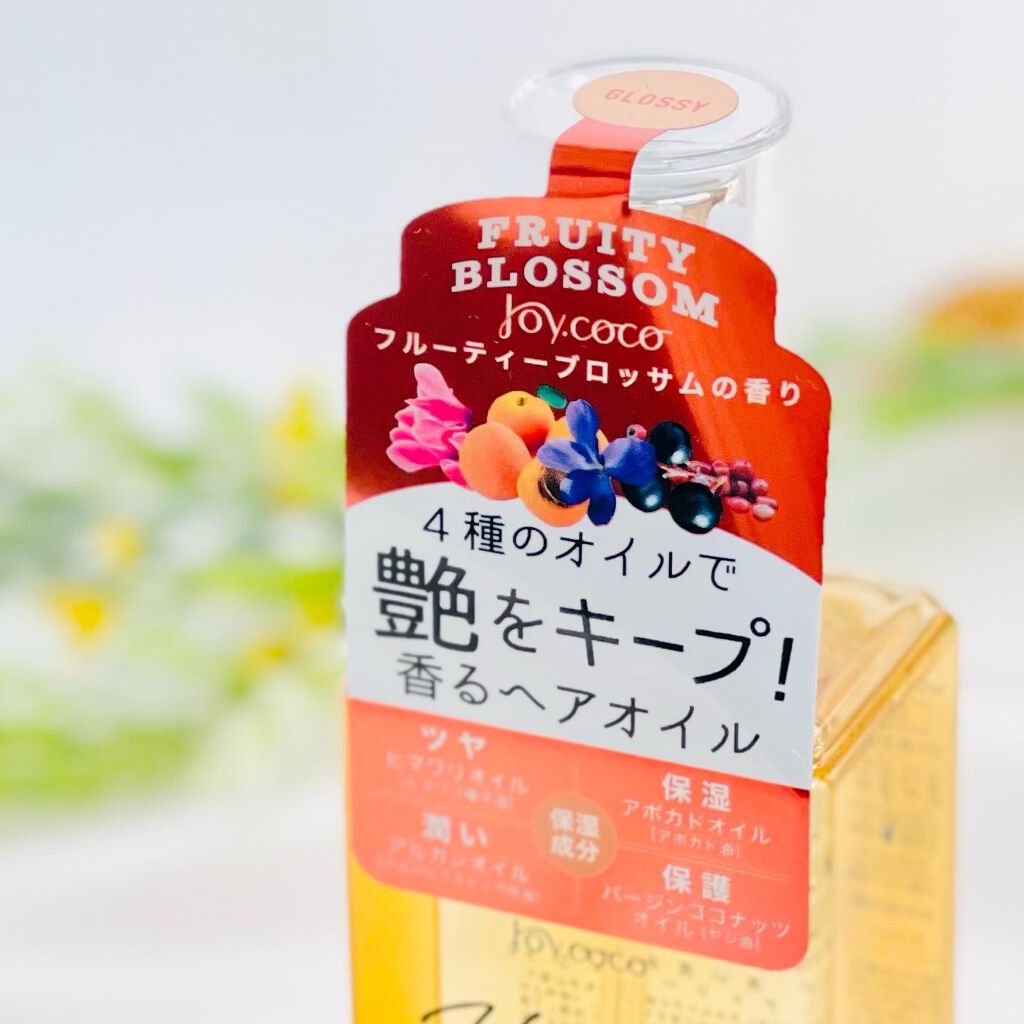 GLOSSY
FRUITY
BLOSSOM
Joy.coco
フルーティーブロッサムの香り
4種のオイルで
艶をキープ!
香るヘアオイル
ツヤ
ヒマワリオイル
保湿
アボカドオイル
[アボカド油]
保湿
成分
潤い
アルガンオイル
保護
バージンココナッツ
オイル[ヤシ油]
Joy.coco